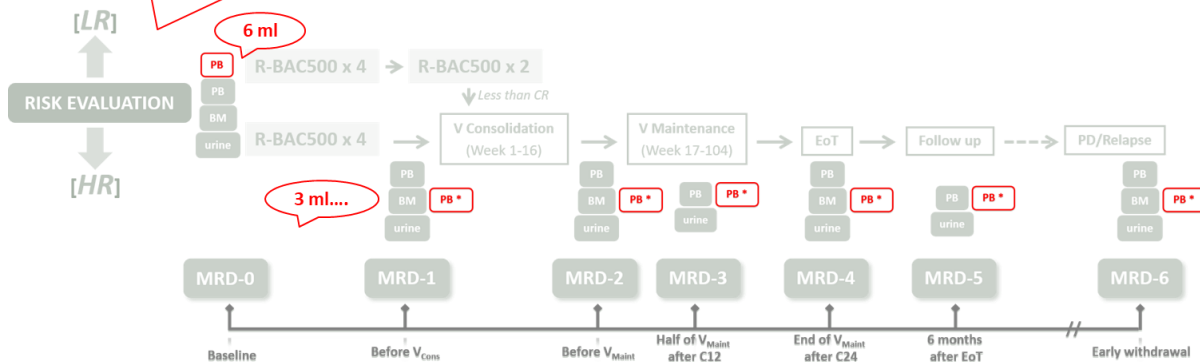 [LR]
6 ml
PB
PB
BM
urine
RISK EVALUATION
[HR]
R-BAC500 x 4
R-BAC500 x 2
Less than CR
R-BAC500 x 4
V Consolidation
(Week 1-16)
V Maintenance
(Week 17-104)
EoT
Follow up
PD/Relapse
3 ml....
PB
BM
urine
PB *
PB
BM
urine
PB *
PB
urine
PB *
PB
BM
urine
PB *
PB
urine
PB *
PB
BM
urine
PB *
MRD-0
MRD-1
MRD-2
MRD-3
MRD-4
MRD-5
MRD-6
Baseline
Before VCons
Before VMaint
Half of VMaint
after C12
End of VMaint
after C24
6 months
after EoT
Early withdrawal